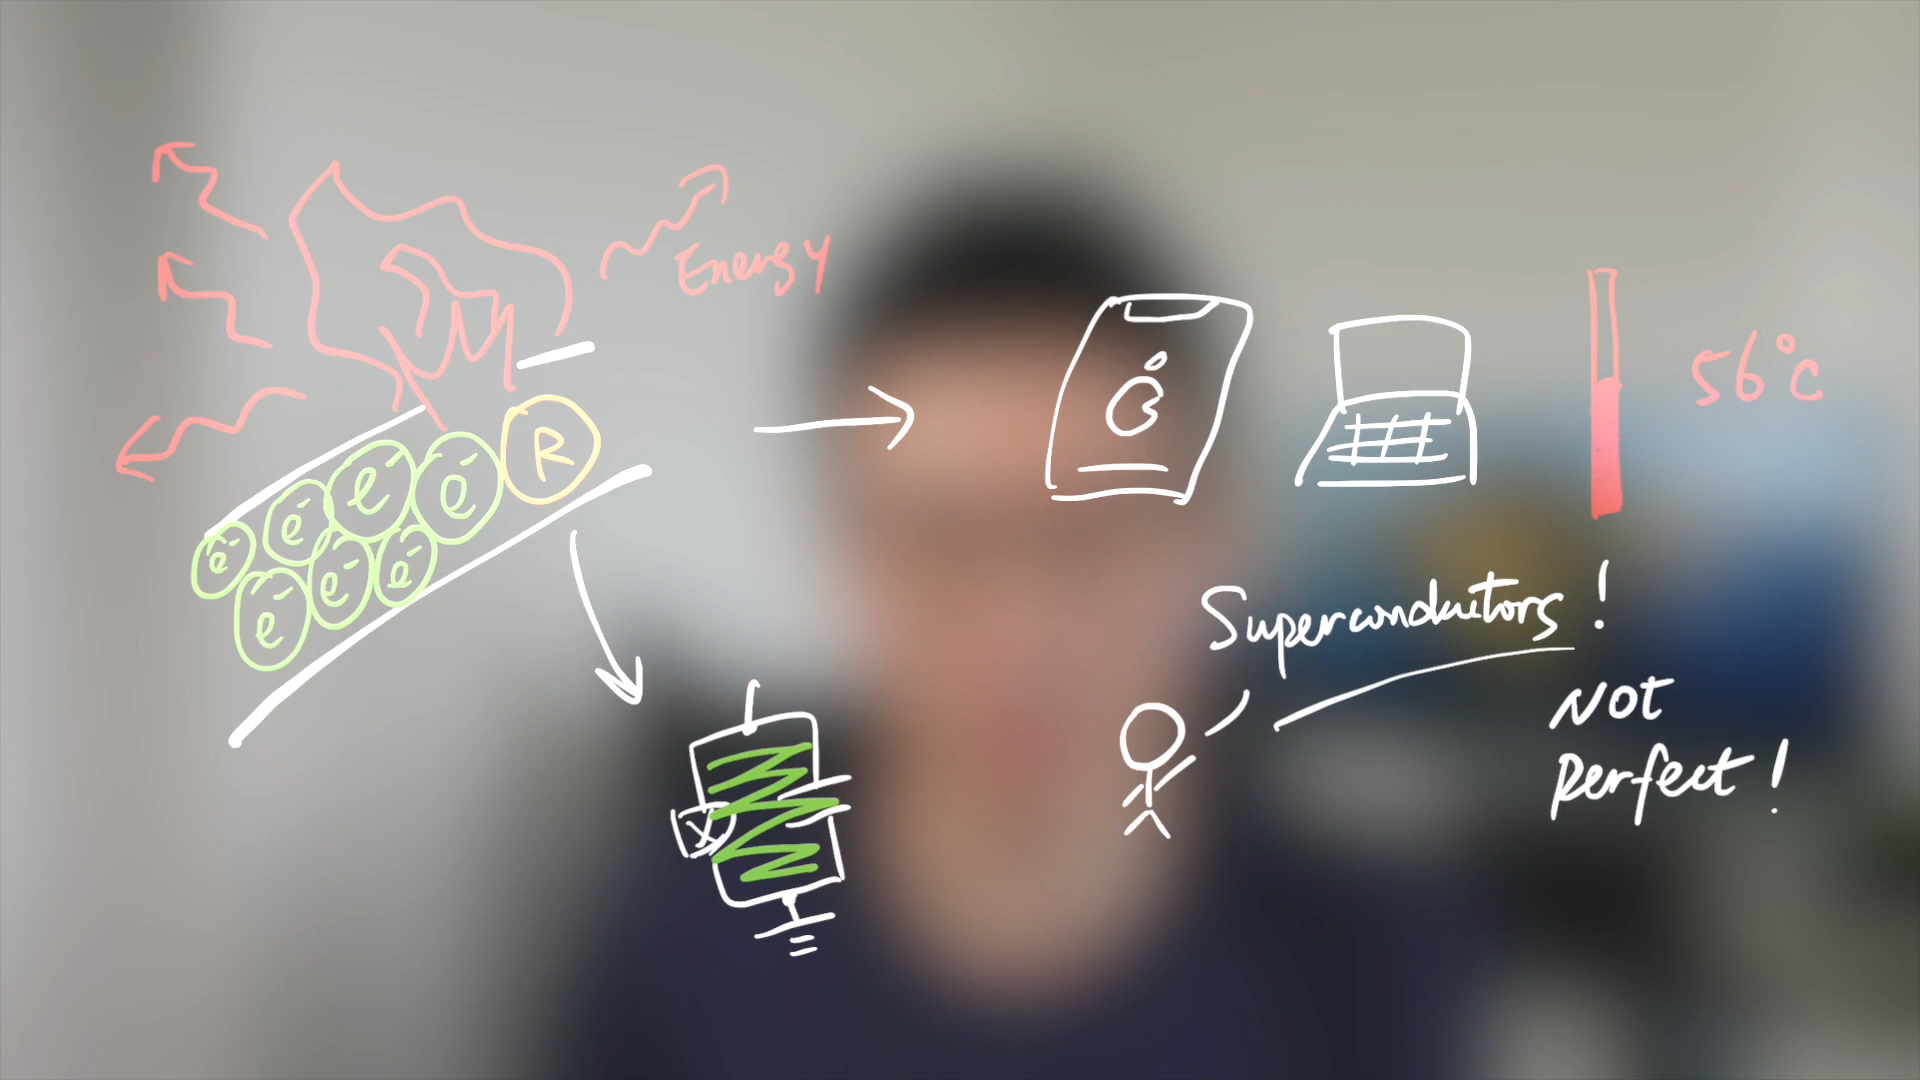 Energy
R
e⁻ e⁻ e⁻ e⁻
e⁻ e⁻ e⁻
56°C
Superconductors!
NOT
Perfect!
X